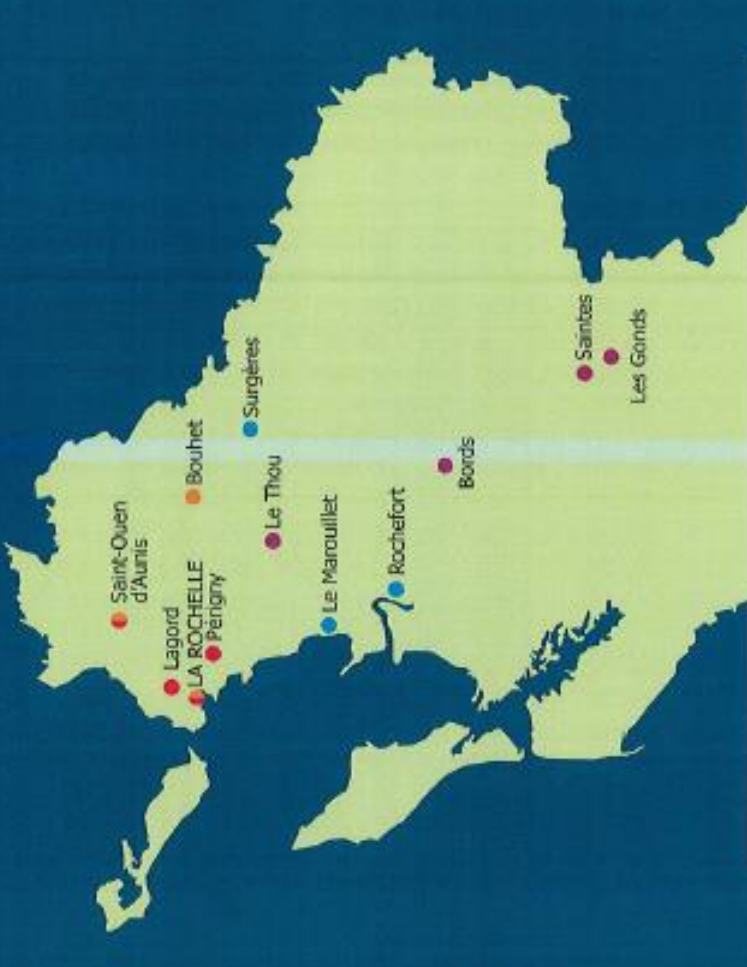 Saint-Ouen
d'Aunis
Lagord
LA ROCHELLE
Périgny
Bouhet
Surgères
Le Thou
Le Marouillet
Rochefort
Bords
Saintes
Les Gonds